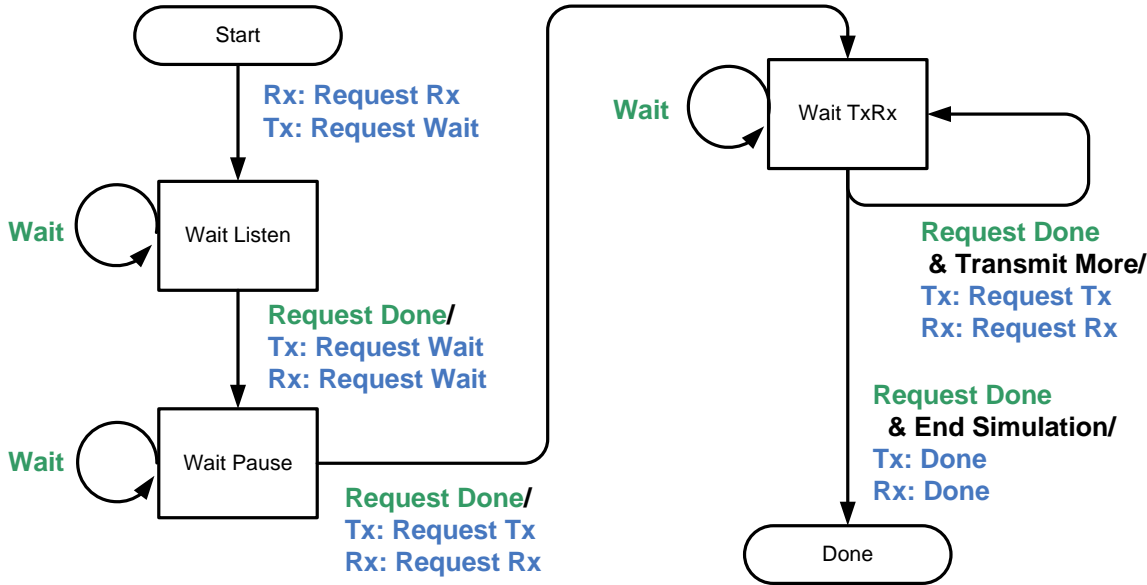 Start
Rx: Request Rx
Tx: Request Wait
Wait
Wait Listen
Request Done/
Tx: Request Wait
Rx: Request Wait
Wait
Wait Pause
Request Done/
Tx: Request Tx
Rx: Request Rx
Wait
Wait TxRx
Request Done
& Transmit More/
Tx: Request Tx
Rx: Request Rx
Request Done
& End Simulation/
Tx: Done
Rx: Done
Done